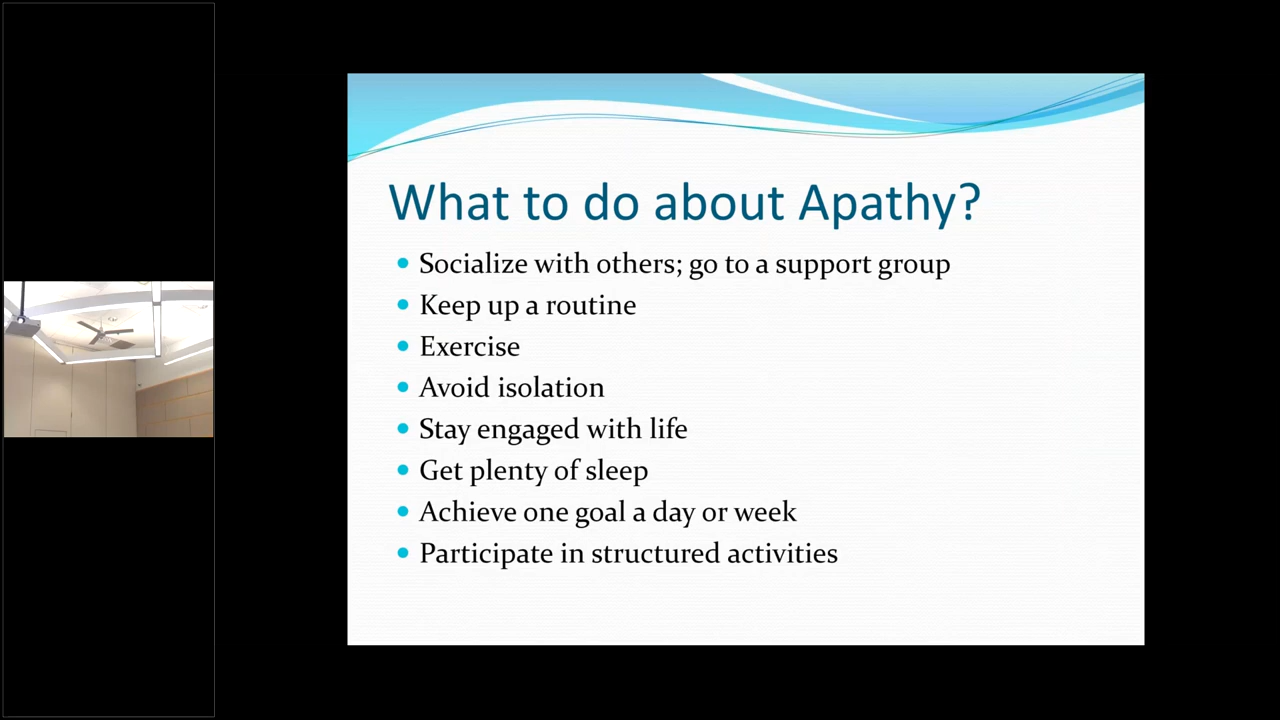 What to do about Apathy?
Socialize with others; go to a support group
Keep up a routine
Exercise
Avoid isolation
Stay engaged with life
Get plenty of sleep
Achieve one goal a day or week
Participate in structured activities